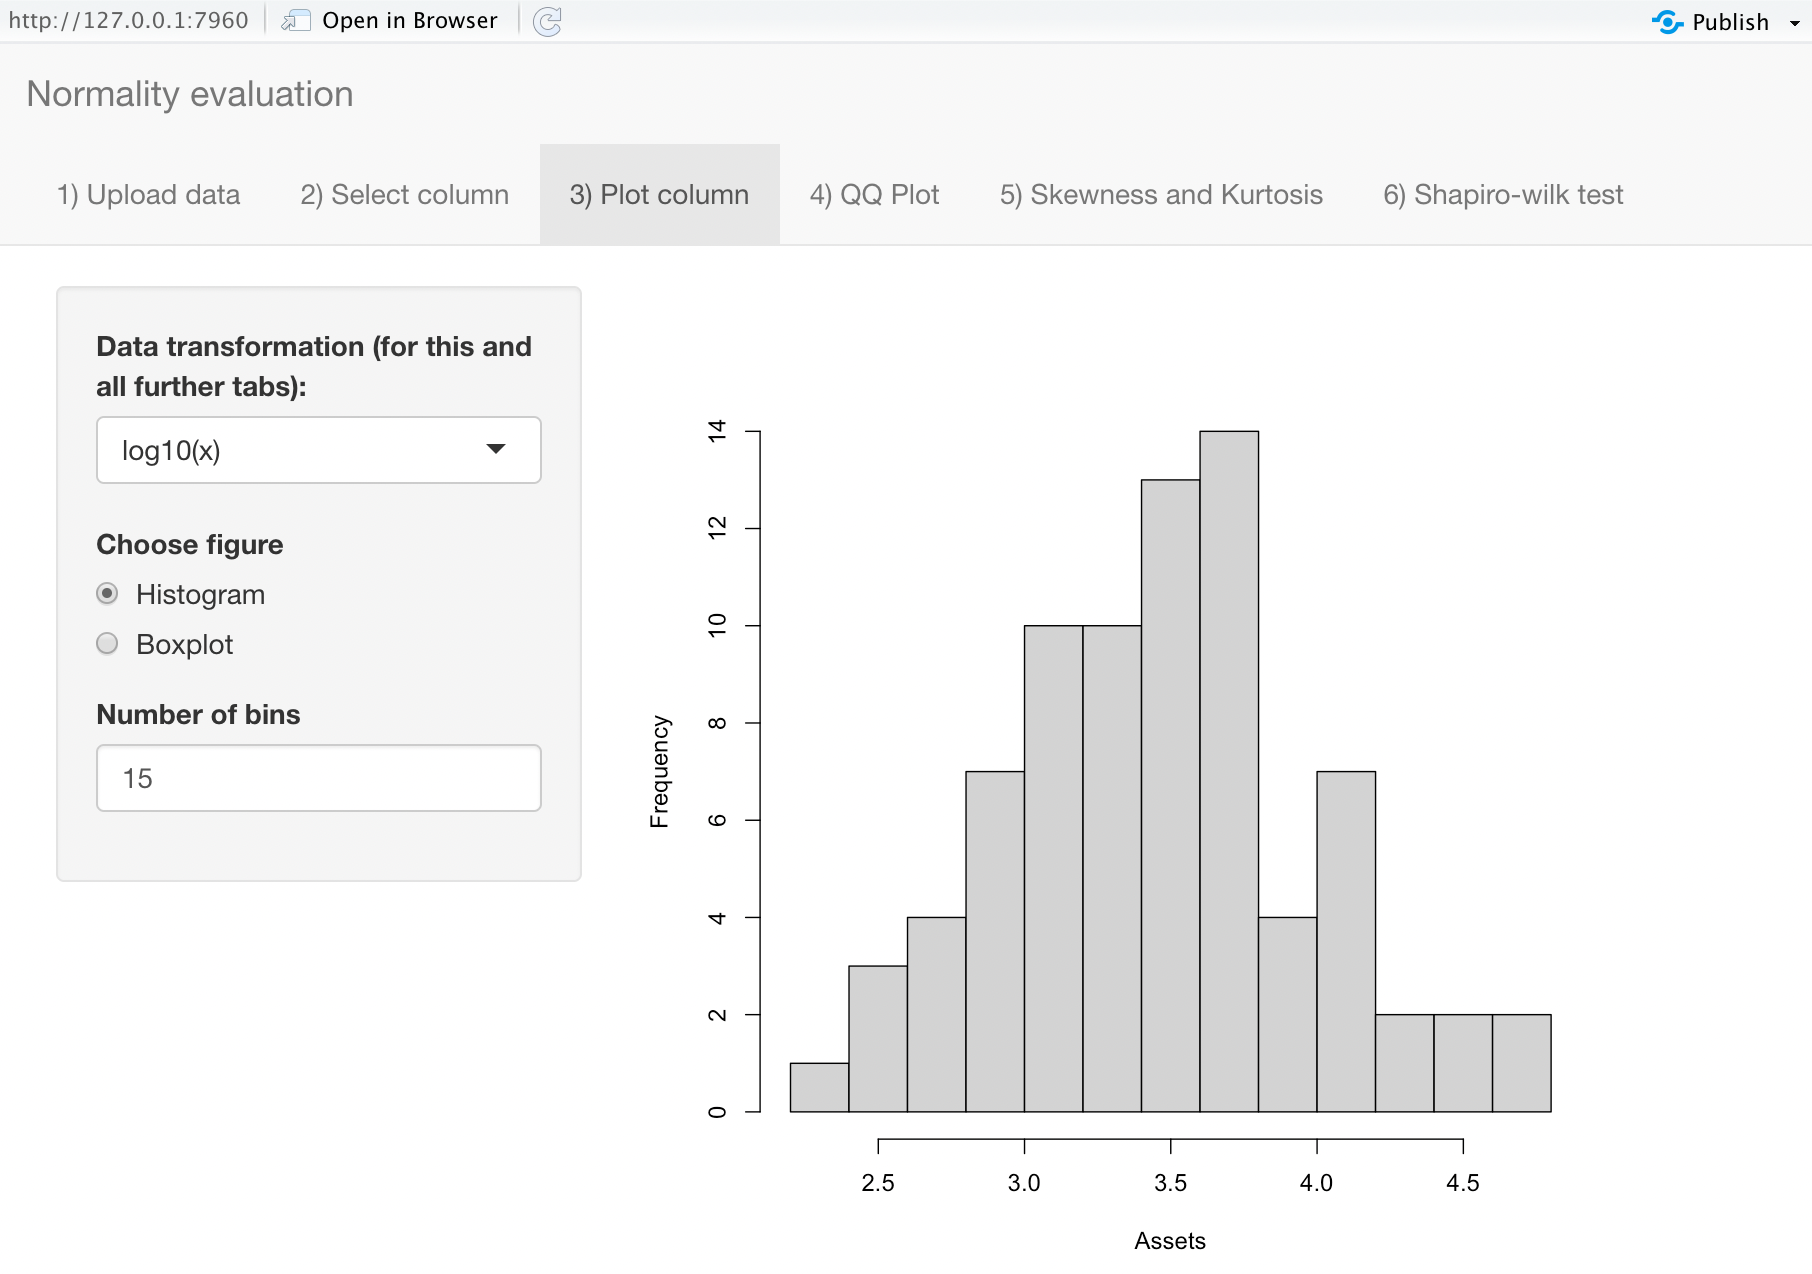 http://127.0.0.1:7960 Open in Browser Publish
Normality evaluation
1) Upload data 2) Select column 3) Plot column 4) QQ Plot 5) Skewness and Kurtosis 6) Shapiro-wilk test
Data transformation (for this and
all further tabs):
log10(x)
Choose figure
Histogram
Boxplot
Number of bins
15
Frequency
14
12
10
8
6
4
2
0
2.5 3.0 3.5 4.0 4.5
Assets